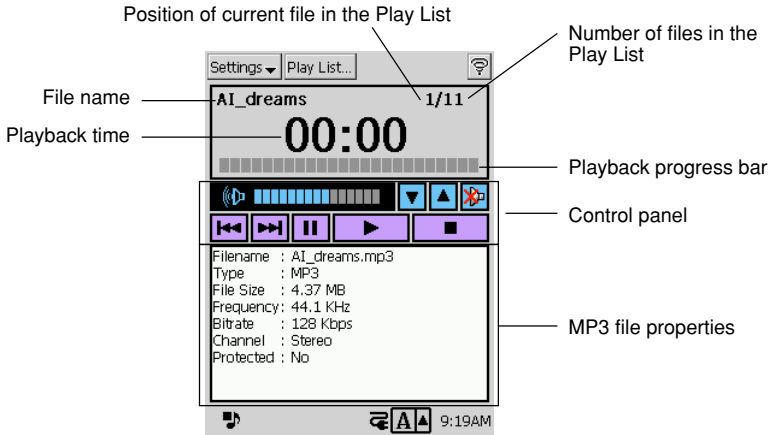 Position of current file in the Play List
Number of files in the
Play List
Settings Play List...
File name
AI_dreams 1/11
Playback time
00:00
Playback progress bar
Control panel
Filename : AI_dreams.mp3
Type : MP3
File Size : 4.37 MB
Frequency: 44.1 KHz
Bitrate : 128 Kbps
Channel : Stereo
Protected : No
MP3 file properties
A 9:19AM